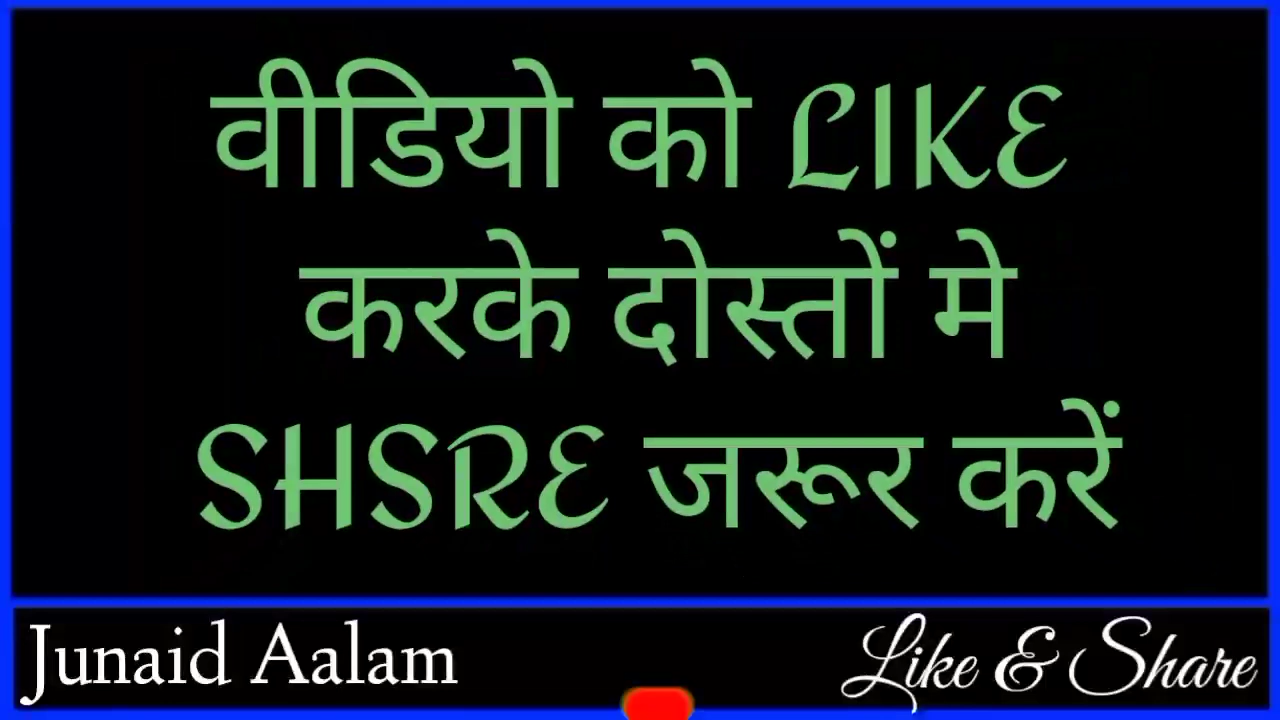 वीडियो को LIKE
करके दोस्तों मे
SHSRE जरूर करें
Junaid Aalam
Like & Share